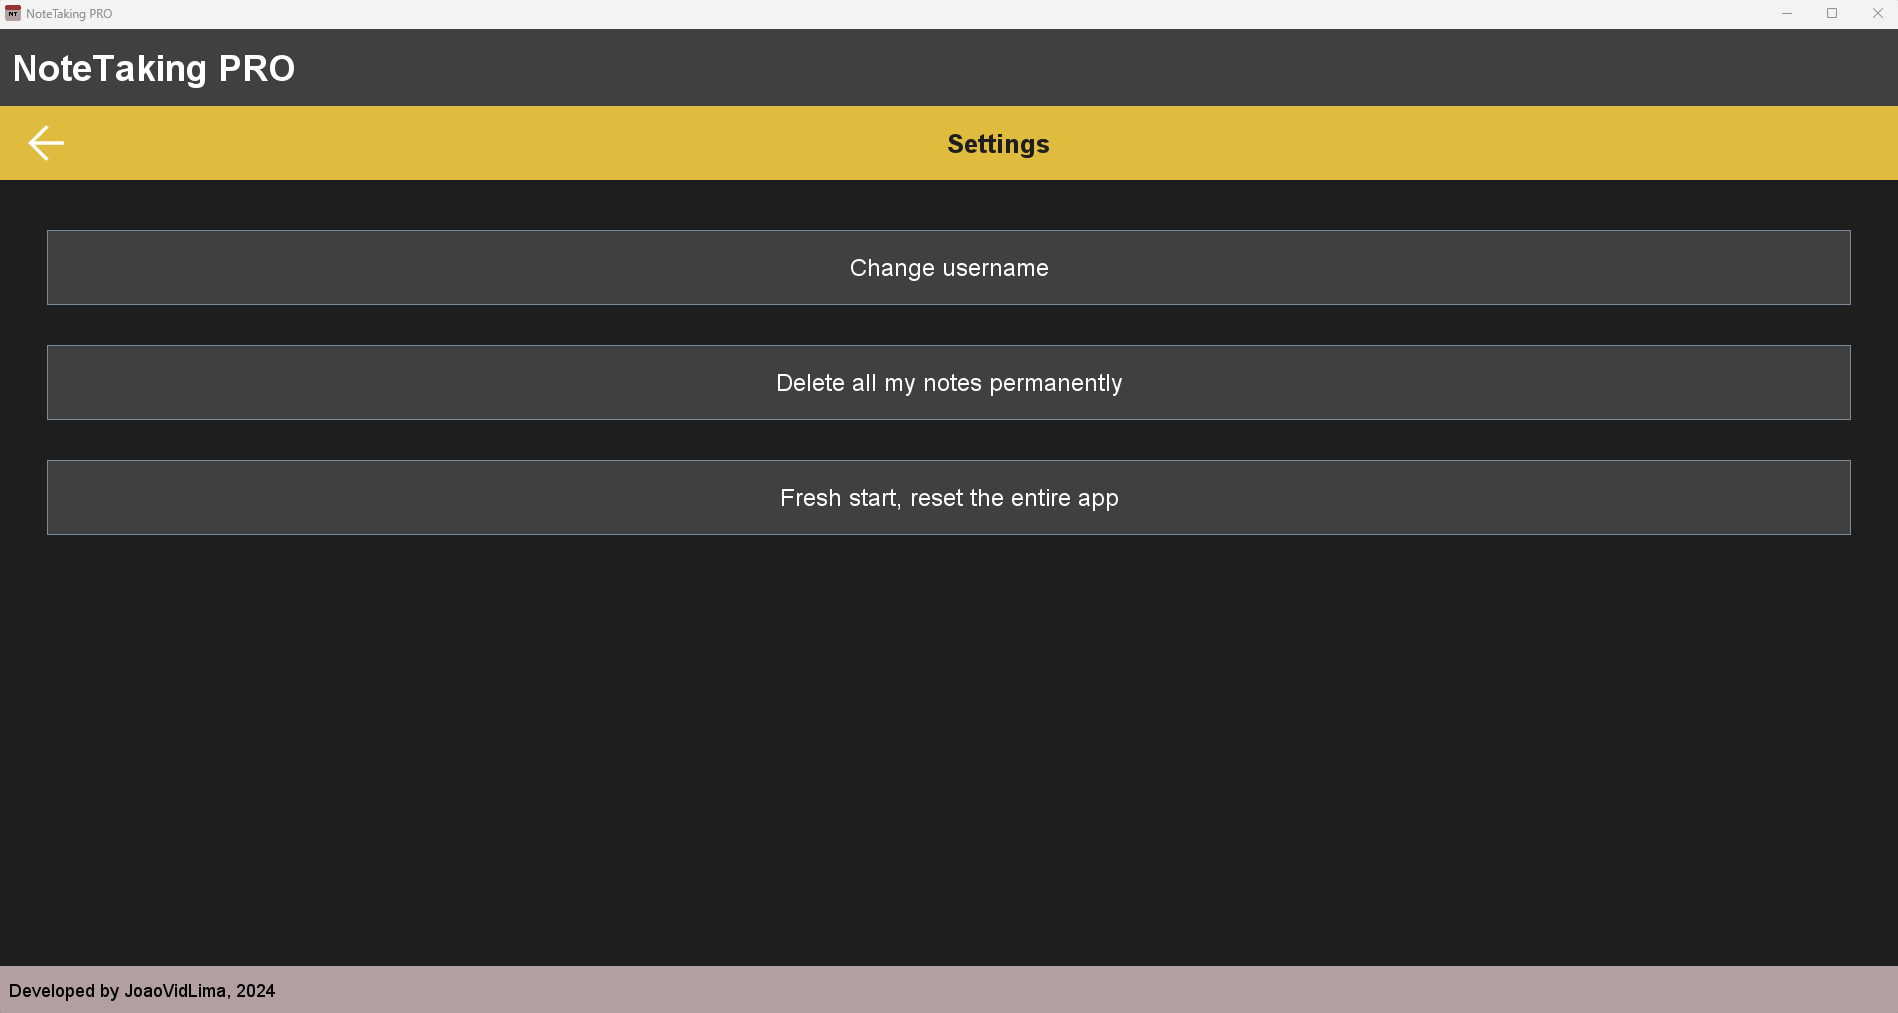 NT NoteTaking PRO
NoteTaking PRO
Settings
Change username
Delete all my notes permanently
Fresh start, reset the entire app
Developed by JoaoVidLima, 2024